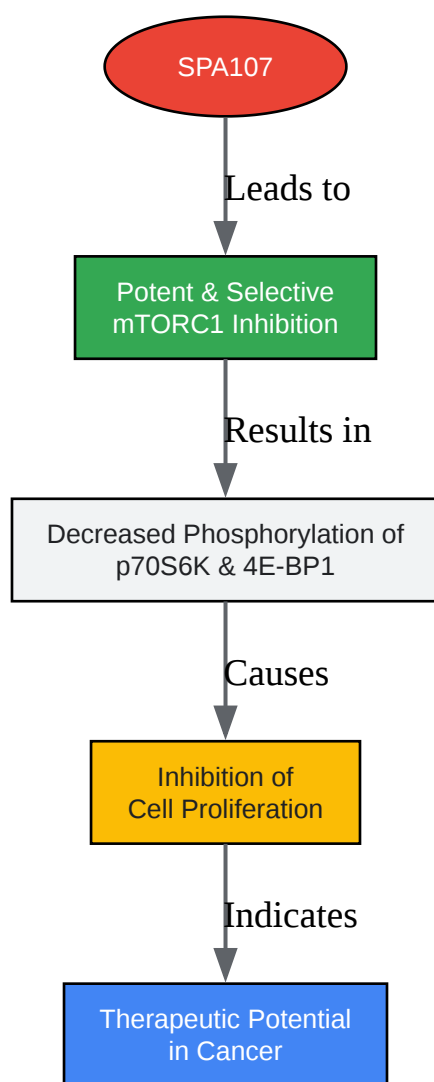 SPA107
Leads to
Potent & Selective
mTORC1 Inhibition
Results in
Decreased Phosphorylation of
p70S6K & 4E-BP1
Causes
Inhibition of
Cell Proliferation
Indicates
Therapeutic Potential
in Cancer